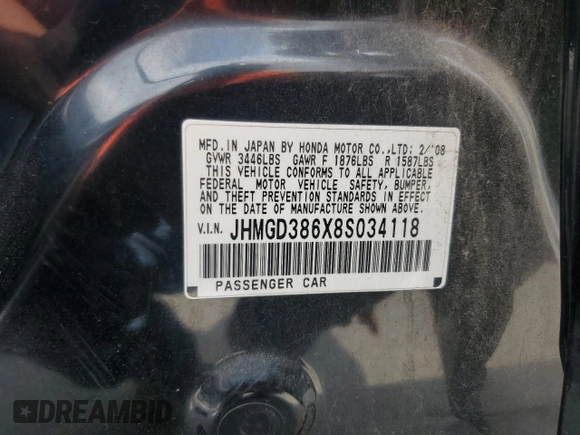 MFD. IN JAPAN BY HONDA MOTOR CO., LTD; 2/'08
GVWR 3446LBS GAWR F 1876LBS R 1587LBS
THIS VEHICLE CONFORMS TO ALL APPLICABLE
FEDERAL MOTOR VEHICLE SAFETY, BUMPER,
AND THEFT PREVENTION STANDARDS IN EFFECT
ON THE DATE OF MANUFACTURE SHOWN ABOVE.
V.I.N. JHMGD386X8S034118
PASSENGER CAR
DREAMBID